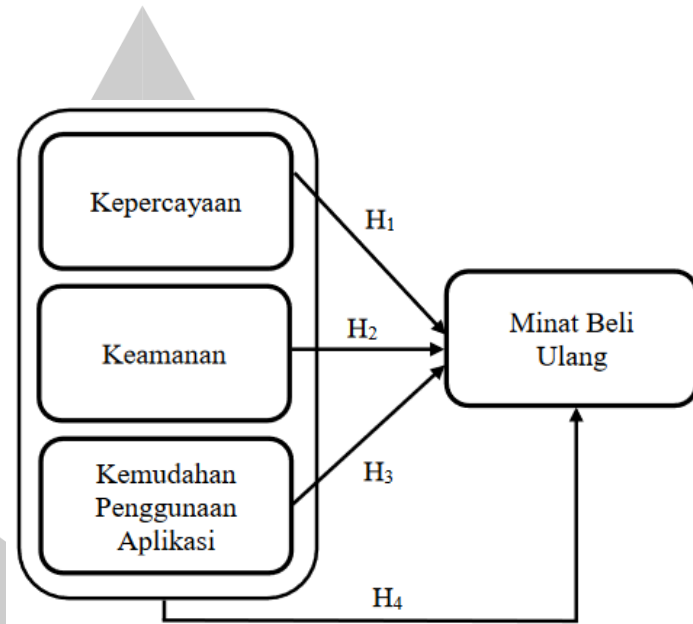 Kepercayaan
H₁
Keamanan
H₂
Minat Beli
Ulang
Kemudahan
Penggunaan
Aplikasi
H₃
H₄